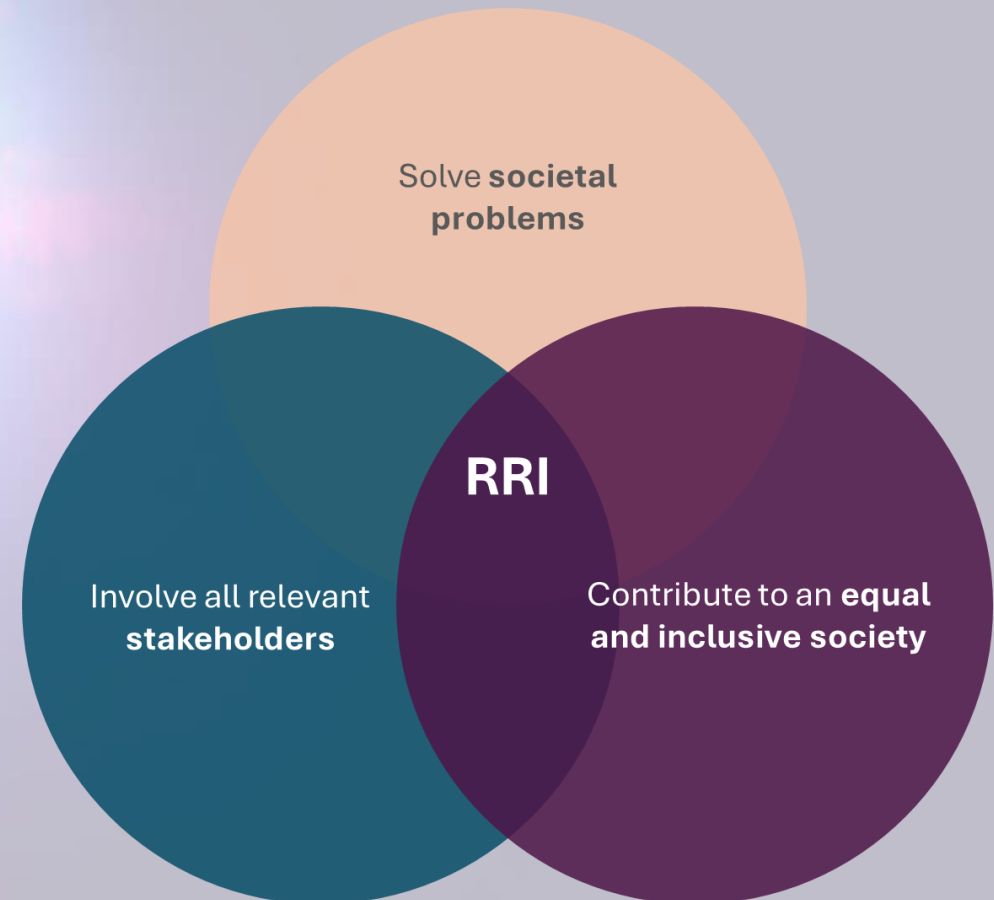 Solve societal
problems
RRI
Involve all relevant
stakeholders
Contribute to an equal
and inclusive society